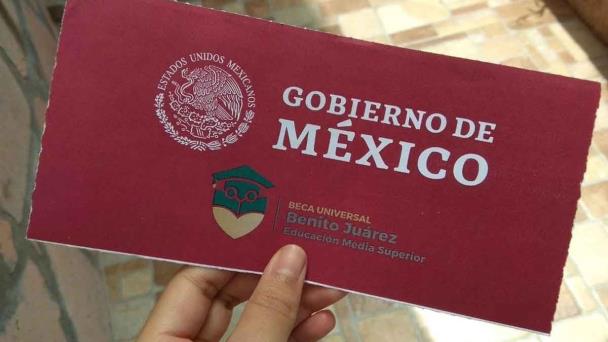 ESTADOS UNIDOS MEXICANOS
GOBIERNO DE
MÉXICO
BECA UNIVERSAL
Benito Juárez
Educación Media Superior